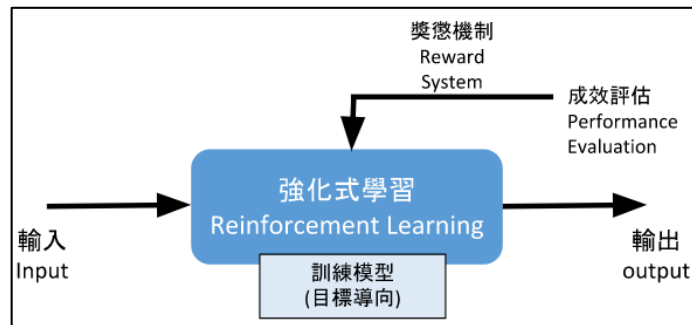 獎懲機制
Reward
System
成效評估
Performance
Evaluation
強化式學習
Reinforcement Learning
輸入
Input
訓練模型
(目標導向)
輸出
output